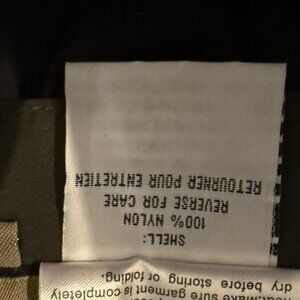 SHELL:
100% NYLON
REVERSE FOR CARE
RETOURNER POUR ENTRETIEN
sure garment is completely
dry before storing or folding.